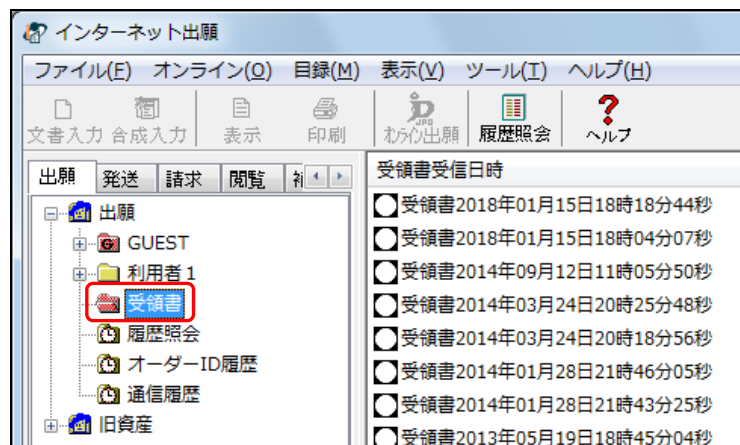 インターネット出願
ファイル(F) オンライン(O) 目録(M) 表示(V) ツール(T) ヘルプ(H)
文書入力 合成入力 表示 印刷 JPO オンライン出願 履歴照会 ヘルプ
出願 発送 請求 閲覧
出願
GUEST
利用者1
受領書
履歴照会
オーダーID履歴
通信履歴
旧資産
受領書受信日時
受領書2018年01月15日18時18分44秒
受領書2018年01月15日18時04分07秒
受領書2014年09月12日11時05分50秒
受領書2014年03月24日20時25分48秒
受領書2014年03月24日20時18分56秒
受領書2014年01月28日21時46分05秒
受領書2014年01月28日21時43分25秒
受領書2013年05月19日18時45分04秒